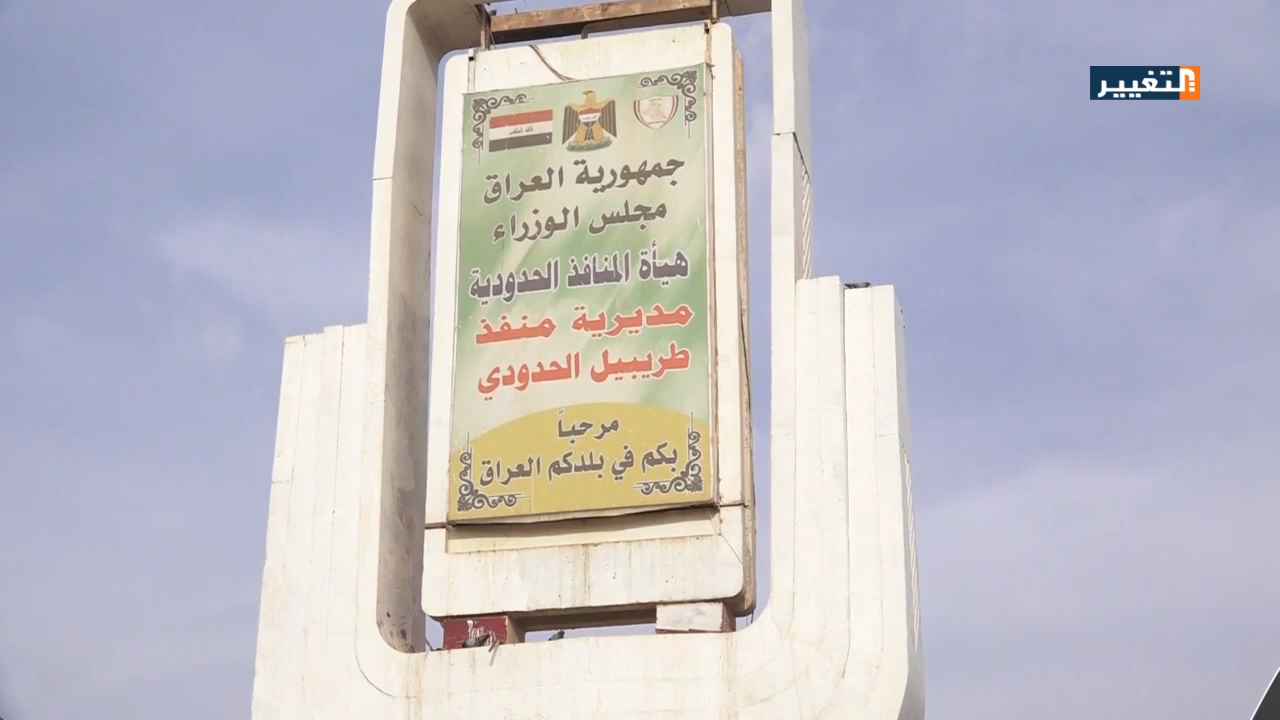 التغيير
جمهورية العراق
مجلس الوزراء
هيأة المنافذ الحدودية
مديرية منفذ
طريبيل الحدودي
مرحباً
بكم في بلدكم العراق